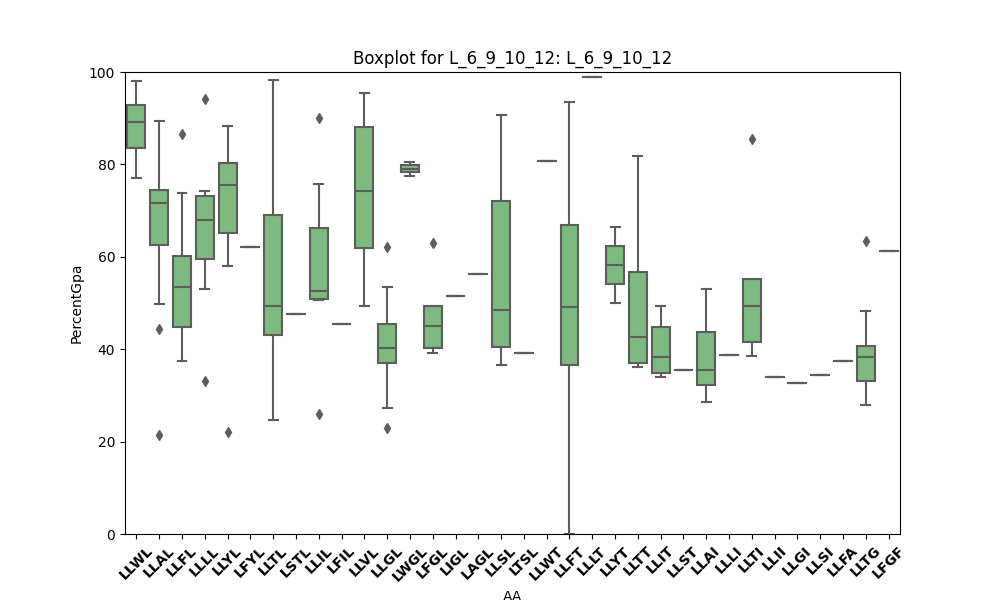 Boxplot for L_6_9_10_12: L_6_9_10_12
100
80
60
40
20
0
PercentGpa
LLWL LLAL LLFL LLLL LLYL LFYL LLTL LSTL LLIL LFIL LLVL LLGL LWGL LFGL LIGL LAGL LLSL LTSL LLWT LLFT LLLT LLYT LLTT LLIT LLST LLAI LLLI LLTI LLII LLGI LLSI LLFA LLTG LFGF
AA